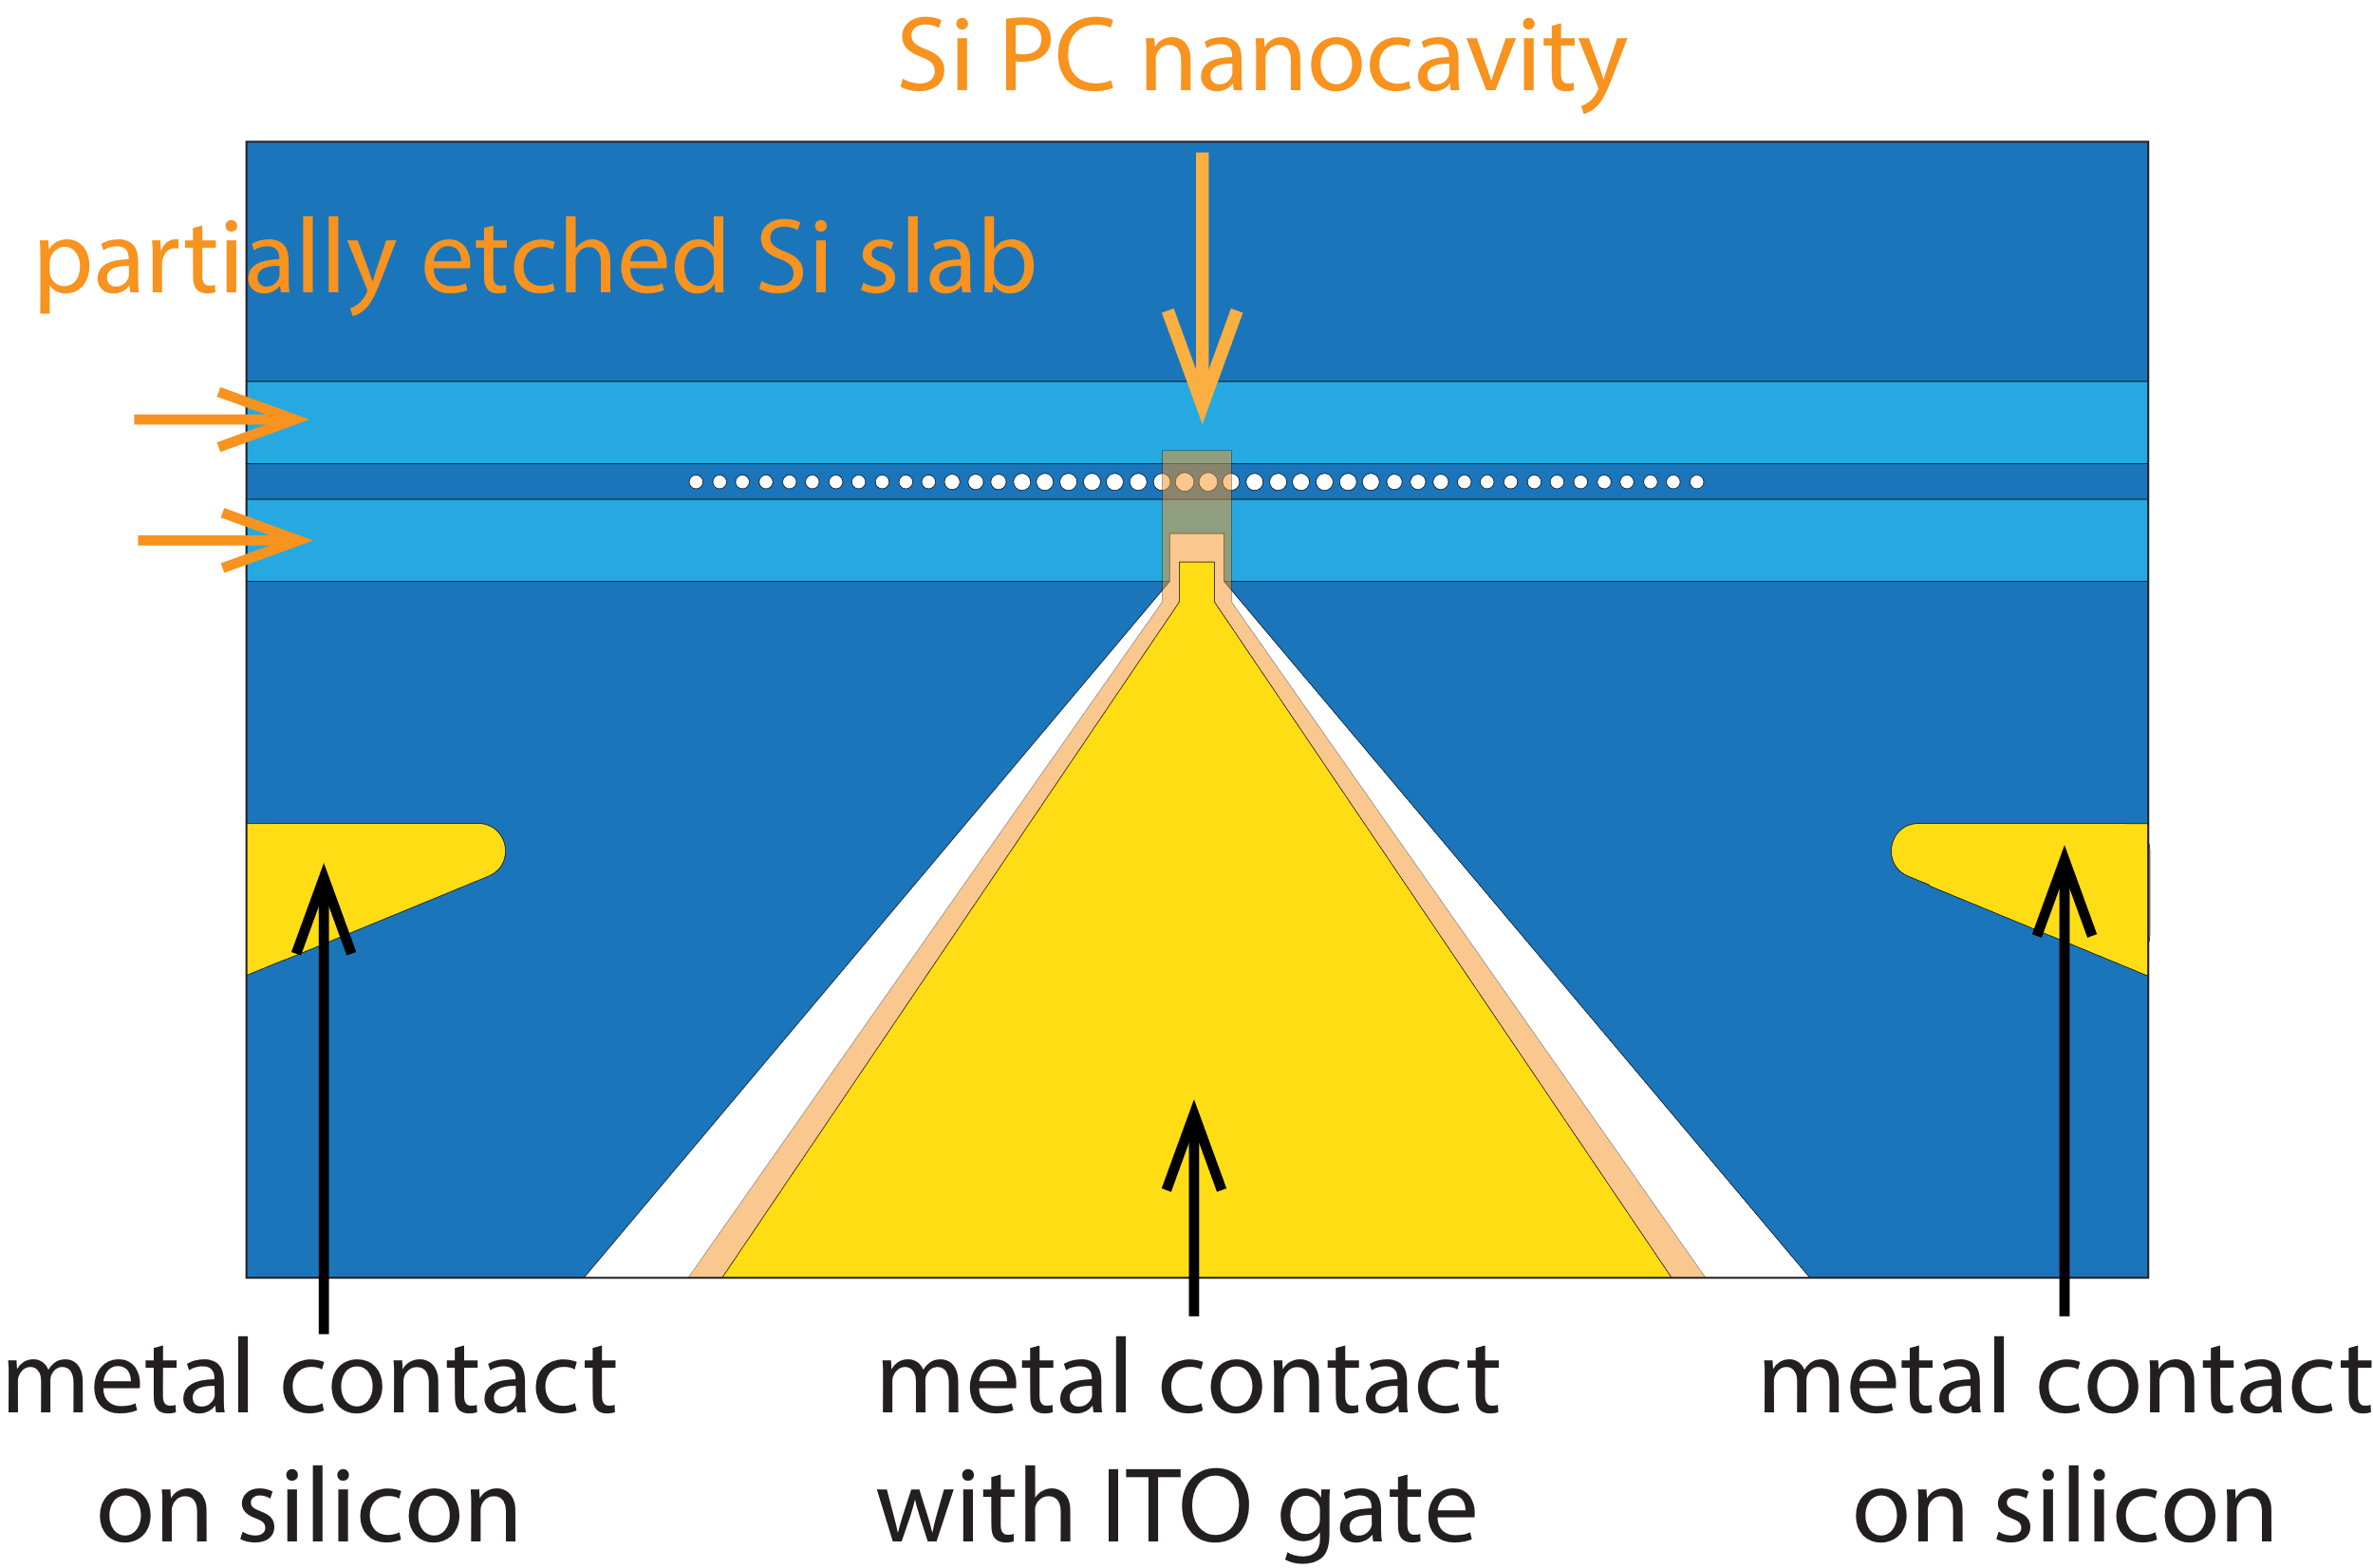 Si PC nanocavity
partially etched Si slab
metal contact
on silicon
metal contact
with ITO gate
metal contact
on silicon